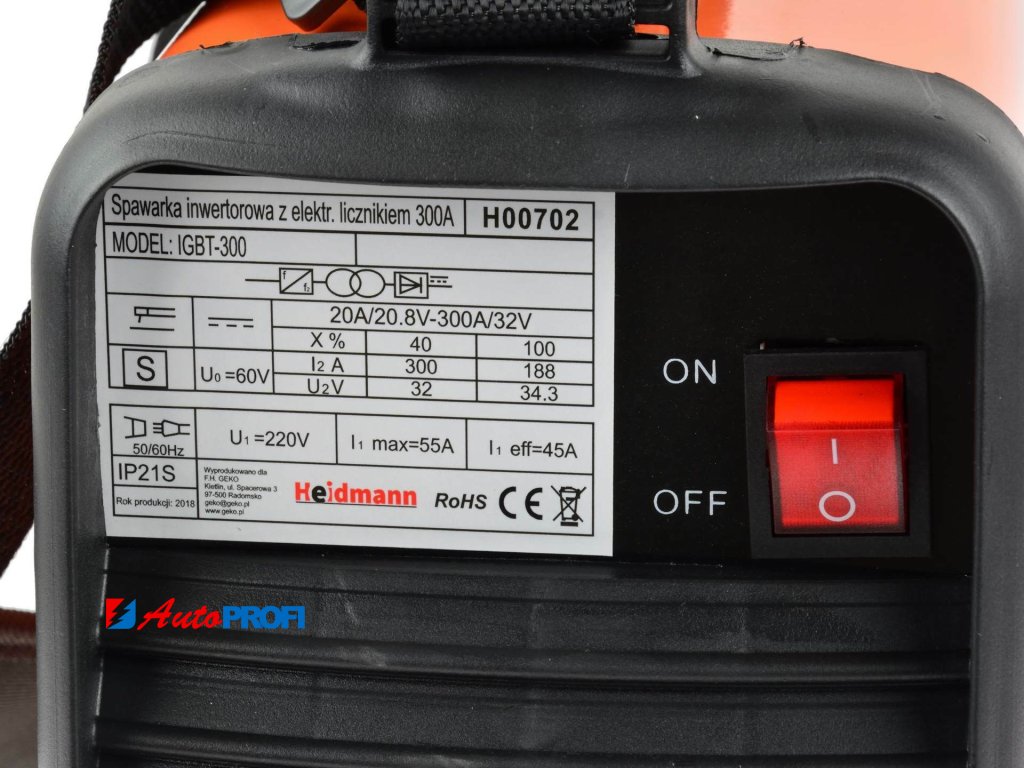 Spawarka inwertorowa z elektr. licznikiem 300A H00702
MODEL: IGBT-300
f
f₂
20A/20.8V-300A/32V
X % 40 100
I₂ A 300 188
S U₀ =60V
U₂V 32 34.3
50/60Hz U₁ =220V I₁ max=55A I₁ eff=45A
IP21S
Rok produkcji: 2018
Wyprodukowano dla
F.H. GEKO
Kietlin, ul. Spacerowa 3
97-500 Radomsko
geko@geko.pl
www.geko.pl
Heidmann RoHS CE
ON
OFF
I
O
AutoPROFI